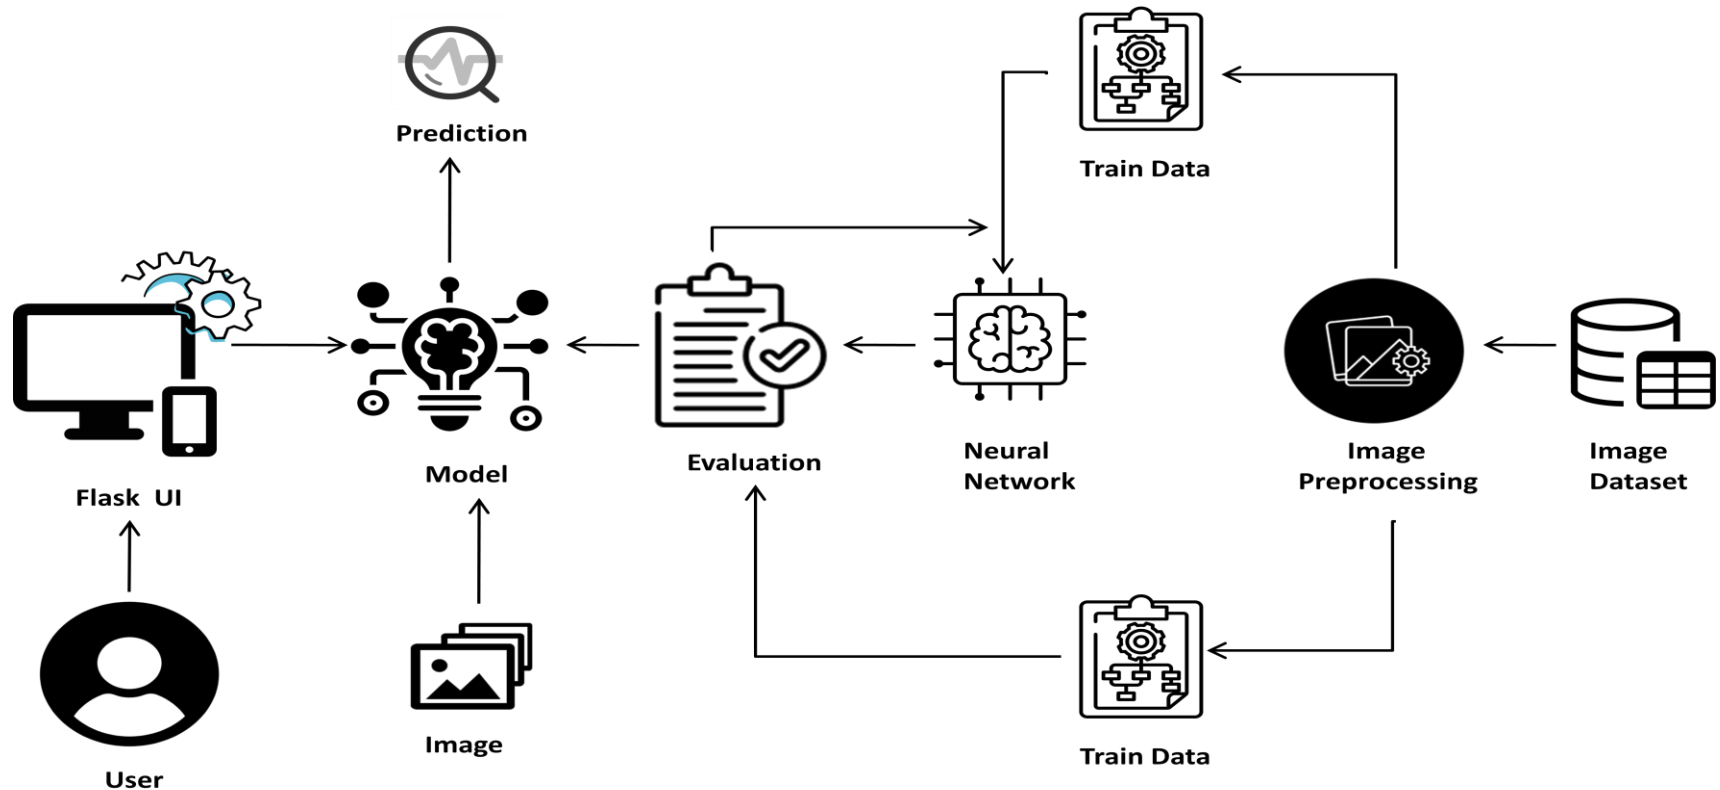 Prediction
Train Data
Flask  UI
Model
Evaluation
Neural
Network
Image
Preprocessing
Image
Dataset
User
Image
Train Data